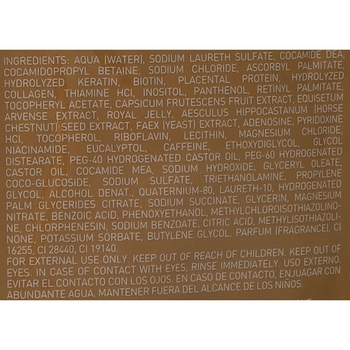 INGREDIENTS: AQUA (WATER), SODIUM LAURETH SULFATE, COCAMIDE DEA,
COCAMIDOPROPYL BETAINE, SODIUM CHLORIDE, ASCORBYL PALMITATE,
HYDROLYZED KERATIN, BIOTIN, PLACENTAL PROTEIN, HYDROLYZED
COLLAGEN, THIAMINE HCl, INOSITOL, PANTHENOL, RETINYL PALMITATE,
TOCOPHERYL ACETATE, CAPSICUM FRUTESCENS FRUIT EXTRACT, EQUISETUM
ARVENSE EXTRACT, ROYAL JELLY, AESCULUS HIPPOCASTANUM (HORSE
CHESTNUT) SEED EXTRACT, FAEX (YEAST) EXTRACT, ADENOSINE, PYRIDOXINE
HCl, TOCOPHEROL, RIBOFLAVIN, LECITHIN, MAGNESIUM CHLORIDE,
NIACINAMIDE, EUCALYPTOL, CAFFEINE, ETHOXYDIGLYCOL, GLYCOL
DISTEARATE, PEG-40 HYDROGENATED CASTOR OIL, PEG-60 HYDROGENATED
CASTOR OIL, COCAMIDE MEA, SODIUM HYDROXIDE, GLYCERYL OLEATE,
COCO-GLUCOSIDE, SODIUM SULFATE, TRIETHANOLAMINE, PROPYLENE
GLYCOL, ALCOHOL DENAT., QUATERNIUM-80, LAURETH-10, HYDROGENATED
PALM GLYCERIDES CITRATE, SODIUM SUCCINATE, GLYCERIN, MAGNESIUM
NITRATE, BENZOIC ACID, PHENOXYETHANOL, METHYLCHLOROISOTHIAZOLINO-
NE, CHLORPHENESIN, SODIUM BENZOATE, CITRIC ACID, METHYLISOTHIAZOLI-
NONE, POTASSIUM SORBATE, BUTYLENE GLYCOL. PARFUM (FRAGRANCE), CI
16255, CI 28440, CI 19140.
FOR EXTERNAL USE ONLY. KEEP OUT OF REACH OF CHILDREN. KEEP OUT OF
EYES. IN CASE OF CONTACT WITH EYES, RINSE IMMEDIATELY. USO EXTERNO.
EVITAR EL CONTACTO CON LOS OJOS. EN CASO DE CONTACTO, ENJUAGAR CON
ABUNDANTE AGUA. MANTENER FUERA DEL ALCANCE DE LOS NIÑOS.